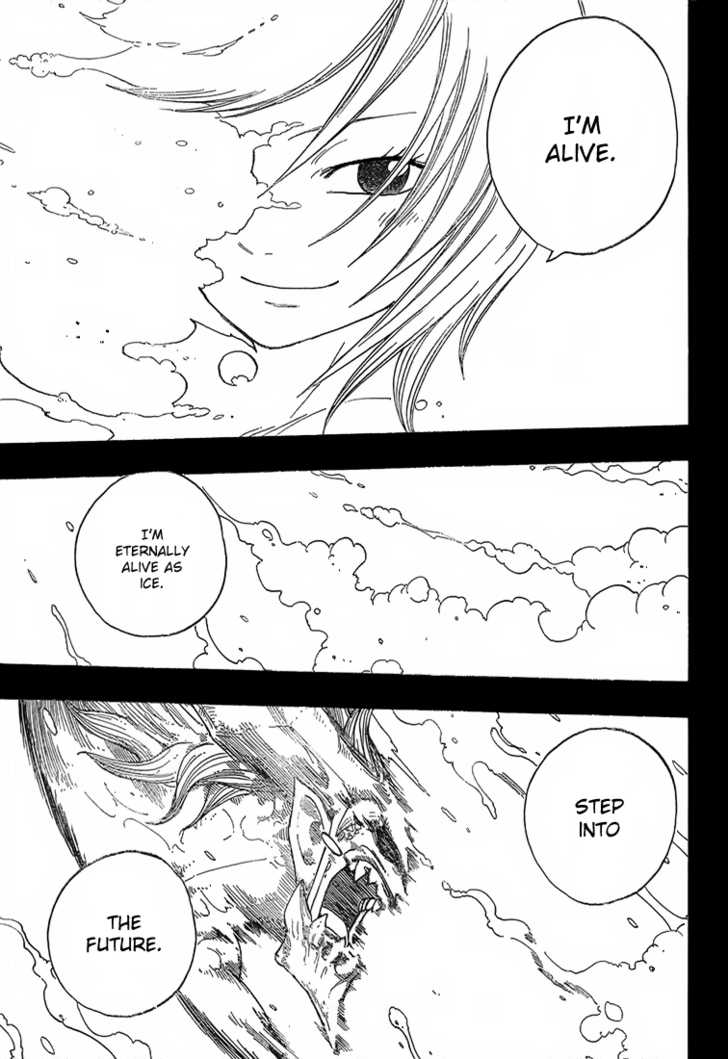 I'M
ALIVE.
I'M
ETERNALLY
ALIVE AS
ICE.
STEP
INTO
THE
FUTURE.